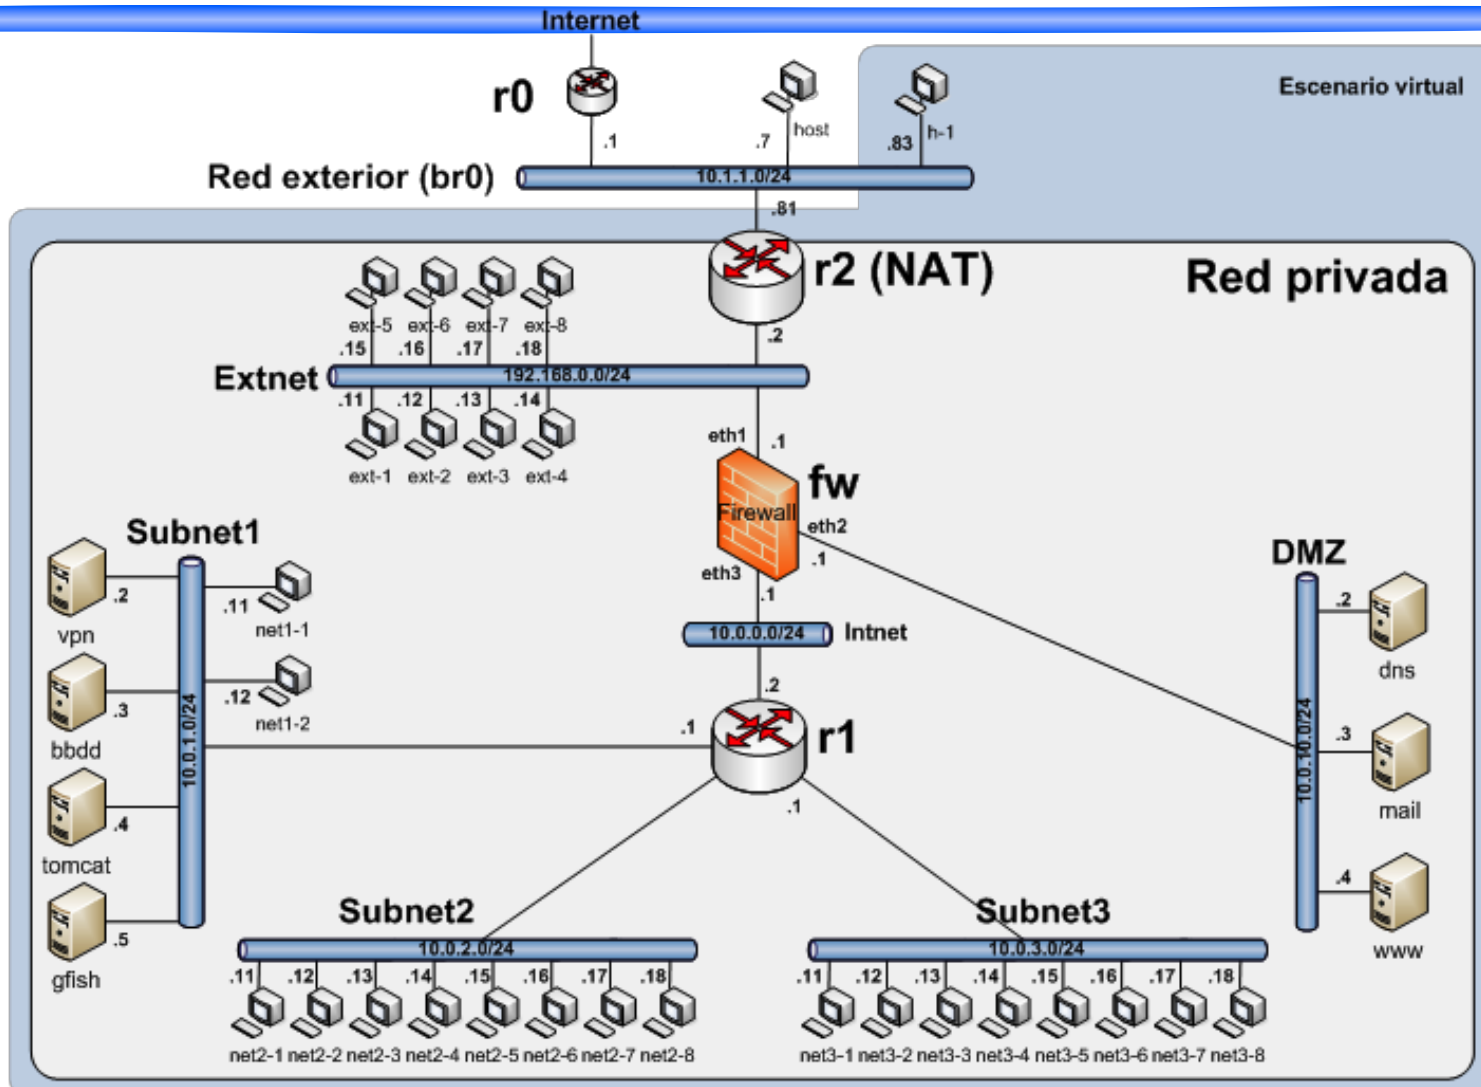 Internet
Escenario virtual
r0
host
h-1
.1
.7
.83
Red exterior (br0)
10.1.1.0/24
.81
r2 (NAT)
Red privada
ext-5 ext-6 ext-7 ext-8
.15 .16 .17 .18
.2
Extnet
192.168.0.0/24
.11 .12 .13 .14
ext-1 ext-2 ext-3 ext-4
eth1
.1
fw
Firewall
eth2
.1
eth3
.1
Subnet1
.2
vpn
.11
net1-1
.3
bbdd
.12
net1-2
10.0.1.0/24
.4
tomcat
.5
gfish
10.0.0.0/24
Intnet
.2
.1
r1
.1
DMZ
.2
dns
10.0.10.0/24
.3
mail
.4
www
Subnet2
10.0.2.0/24
.11 .12 .13 .14 .15 .16 .17 .18
net2-1 net2-2 net2-3 net2-4 net2-5 net2-6 net2-7 net2-8
Subnet3
10.0.3.0/24
.11 .12 .13 .14 .15 .16 .17 .18
net3-1 net3-2 net3-3 net3-4 net3-5 net3-6 net3-7 net3-8